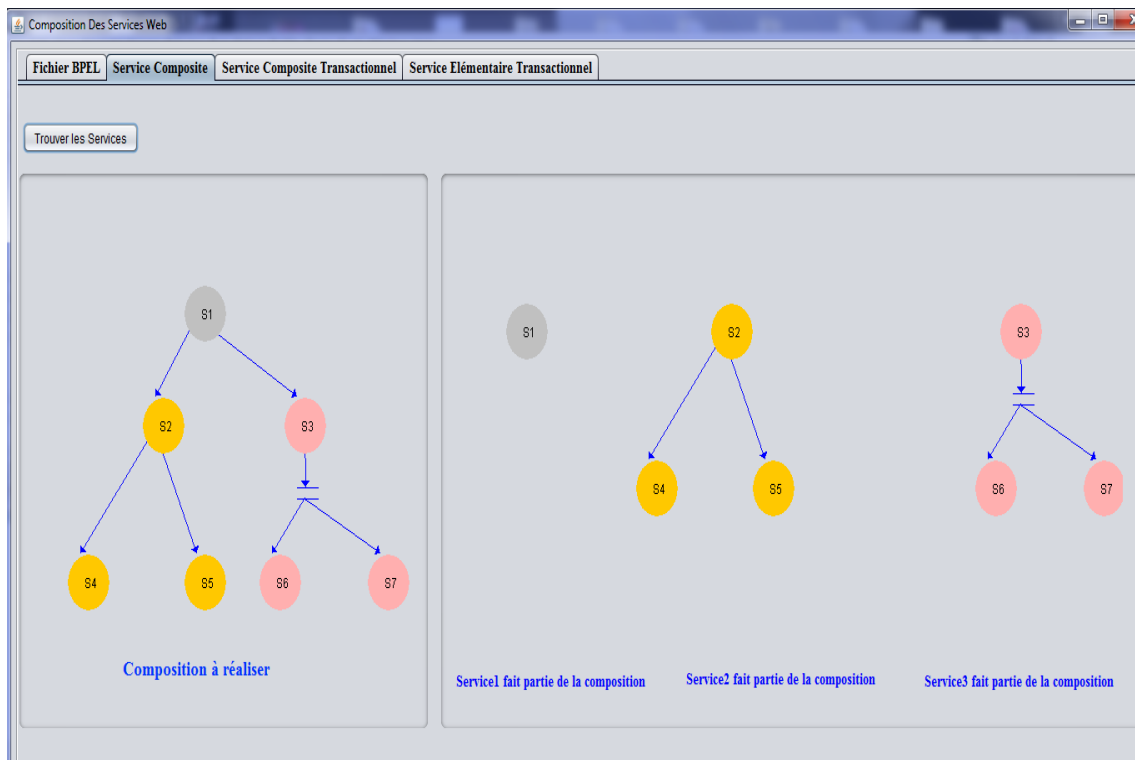 Composition Des Services Web
Fichier BPEL Service Composite Service Composite Transactionnel Service Elémentaire Transactionnel
Trouver les Services
S1
S2 S3
S4 S5 S6 S7
Composition à réaliser
S1 S2 S3
S4 S5 S6 S7
Service1 fait partie de la composition Service2 fait partie de la composition Service3 fait partie de la composition